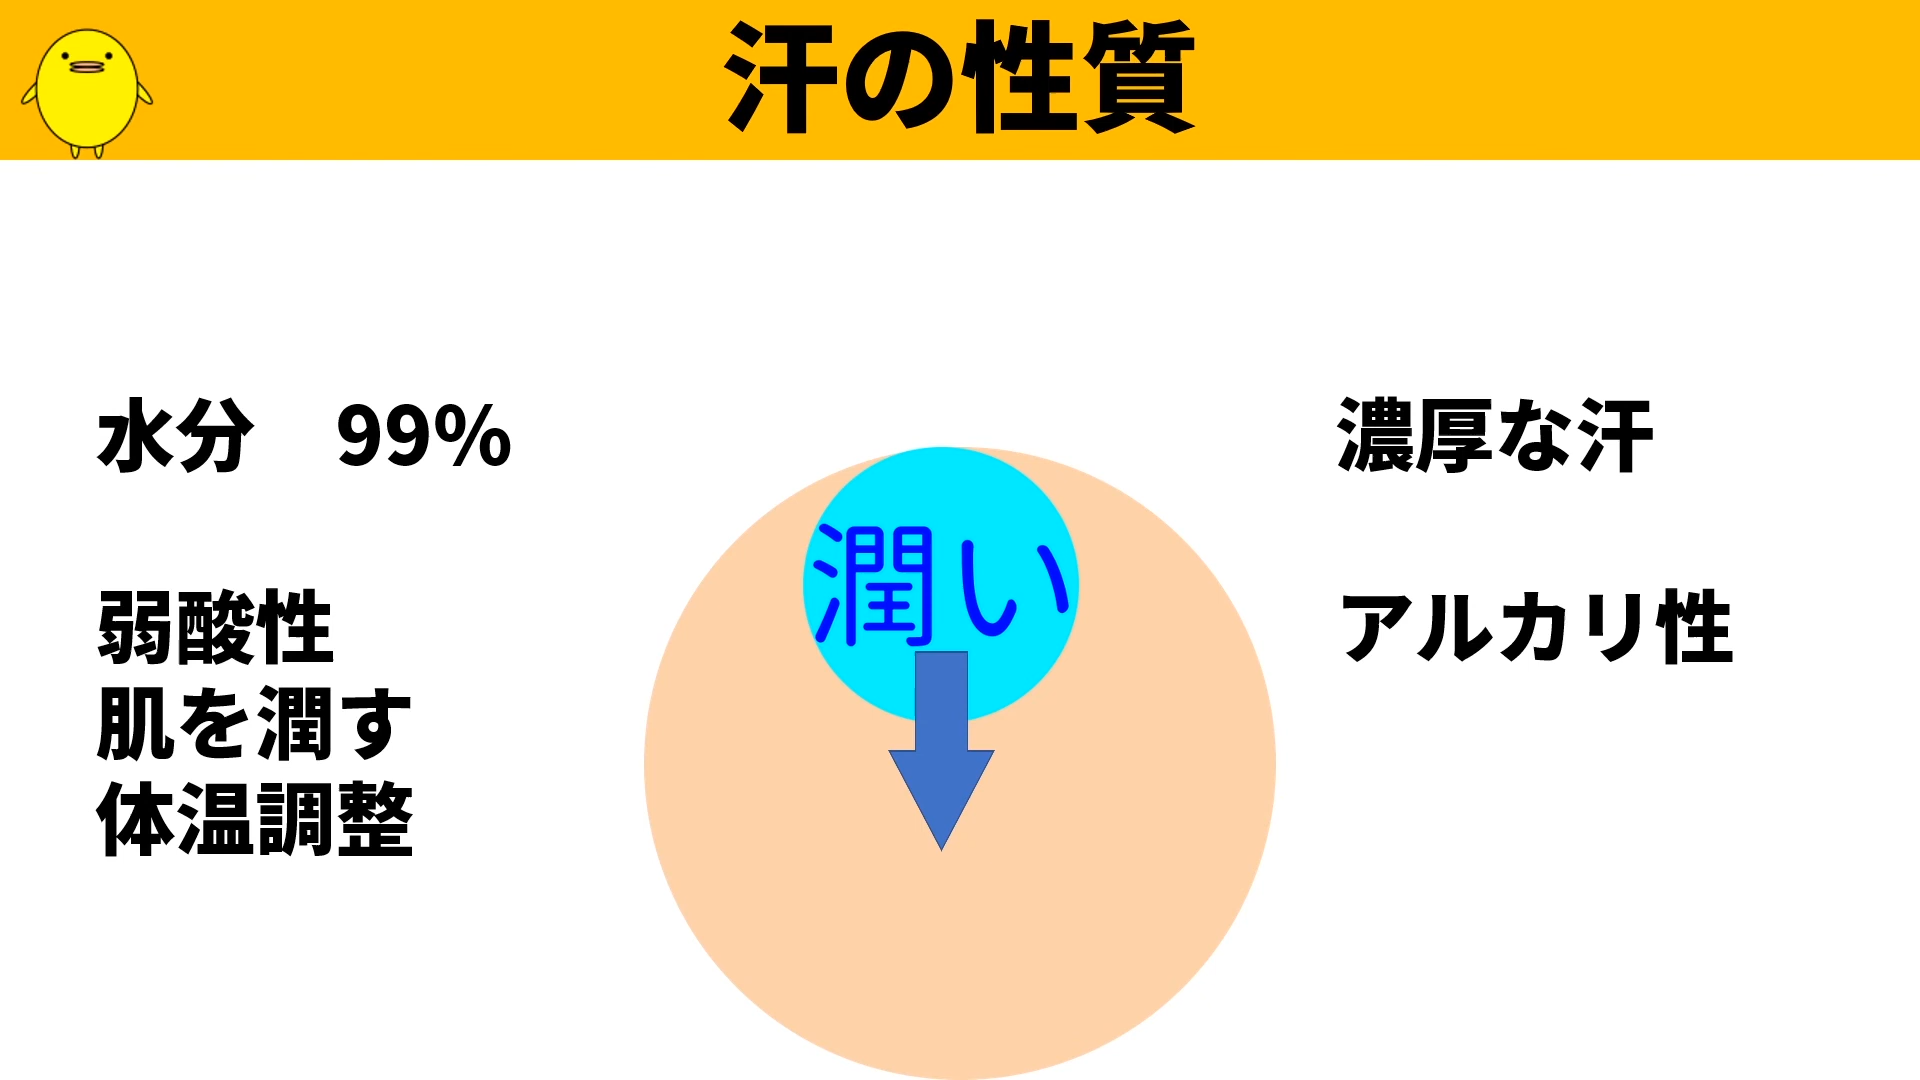 汗の性質
水分　99%
弱酸性
肌を潤す
体温調整
潤い
濃厚な汗
アルカリ性